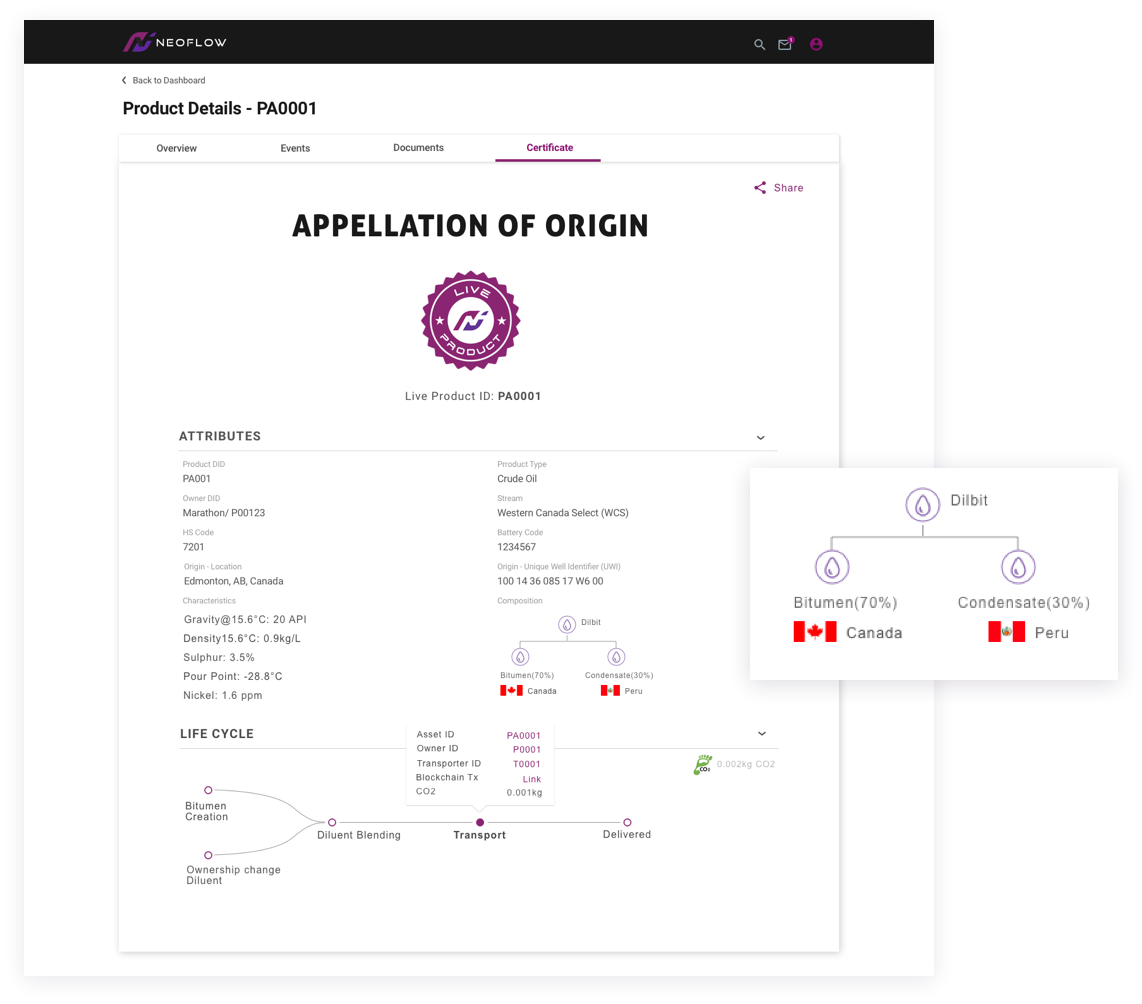 NEOFLOW
1
Back to Dashboard
Product Details - PA0001
Overview
Events
Documents
Certificate
Share
APPELLATION OF ORIGIN
LIVE
PRODUCT
Live Product ID: PA0001
ATTRIBUTES
Product DID
PA001
Prroduct Type
Crude Oil
Owner DID
Marathon/ P00123
Stream
Western Canada Select (WCS)
HS Code
7201
Battery Code
1234567
Origin - Location
Edmonton, AB, Canada
Origin - Unique Well Identifier (UWI)
100 14 36 085 17 W6 00
Characteristics
Gravity@15.6°C: 20 API
Density15.6°C: 0.9kg/L
Sulphur: 3.5%
Pour Point: -28.8°C
Nickel: 1.6 ppm
Composition
Dilbit
Bitumen(70%)
Condensate(30%)
Canada
Peru
Dilbit
Bitumen(70%)
Condensate(30%)
Canada
Peru
LIFE CYCLE
Asset ID PA0001
Owner ID P0001
Transporter ID T0001
Blockchain Tx Link
CO2 0.001kg
CO2
0.002kg CO2
Bitumen
Creation
Diluent Blending
Transport
Delivered
Ownership change
Diluent